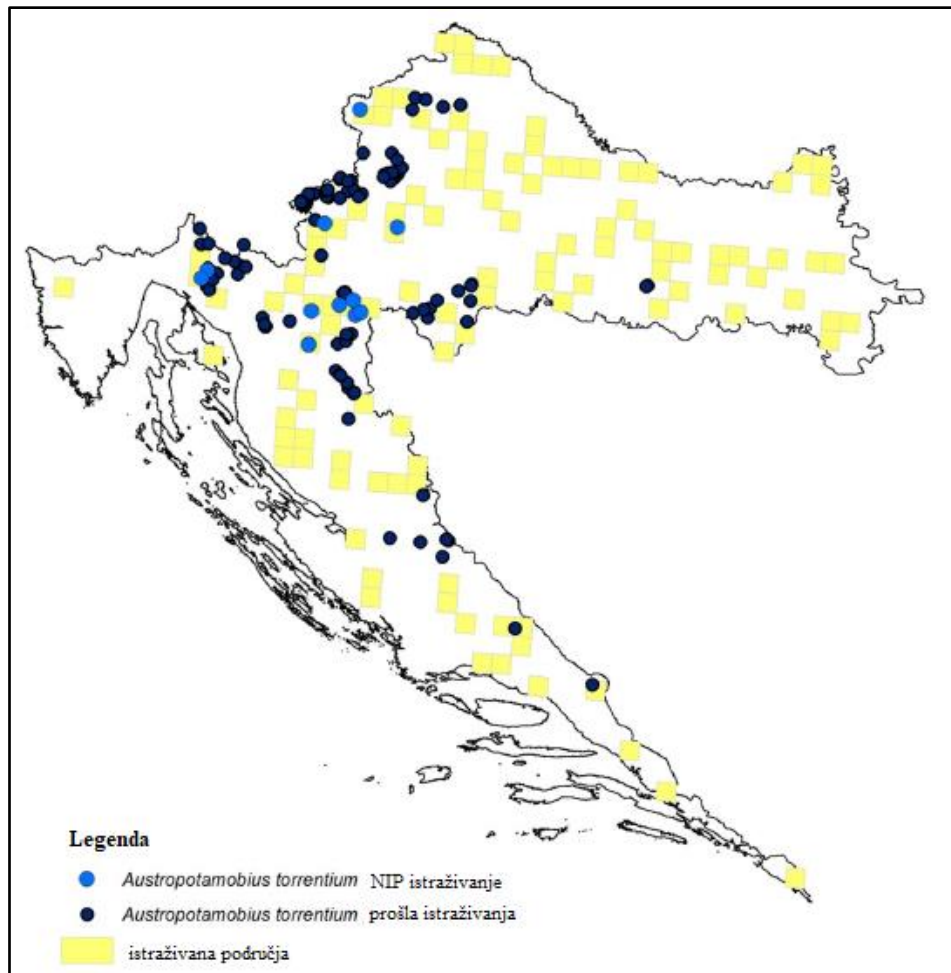 Legenda
Austropotamobius torrentium NIP istraživanje
Austropotamobius torrentium prošla istraživanja
istraživana područja